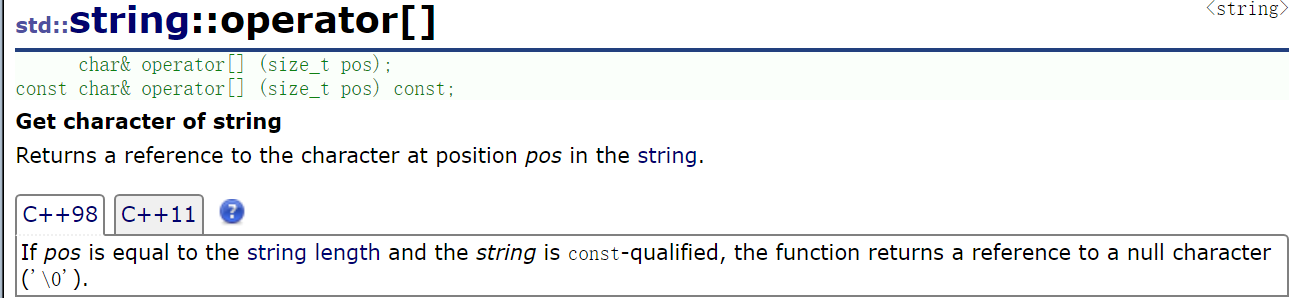 std::string::operator[]
<string>
char& operator[] (size_t pos);
const char& operator[] (size_t pos) const;
Get character of string
Returns a reference to the character at position pos in the string.
C++98 C++11 ?
If pos is equal to the string length and the string is const-qualified, the function returns a reference to a null character
('\0').